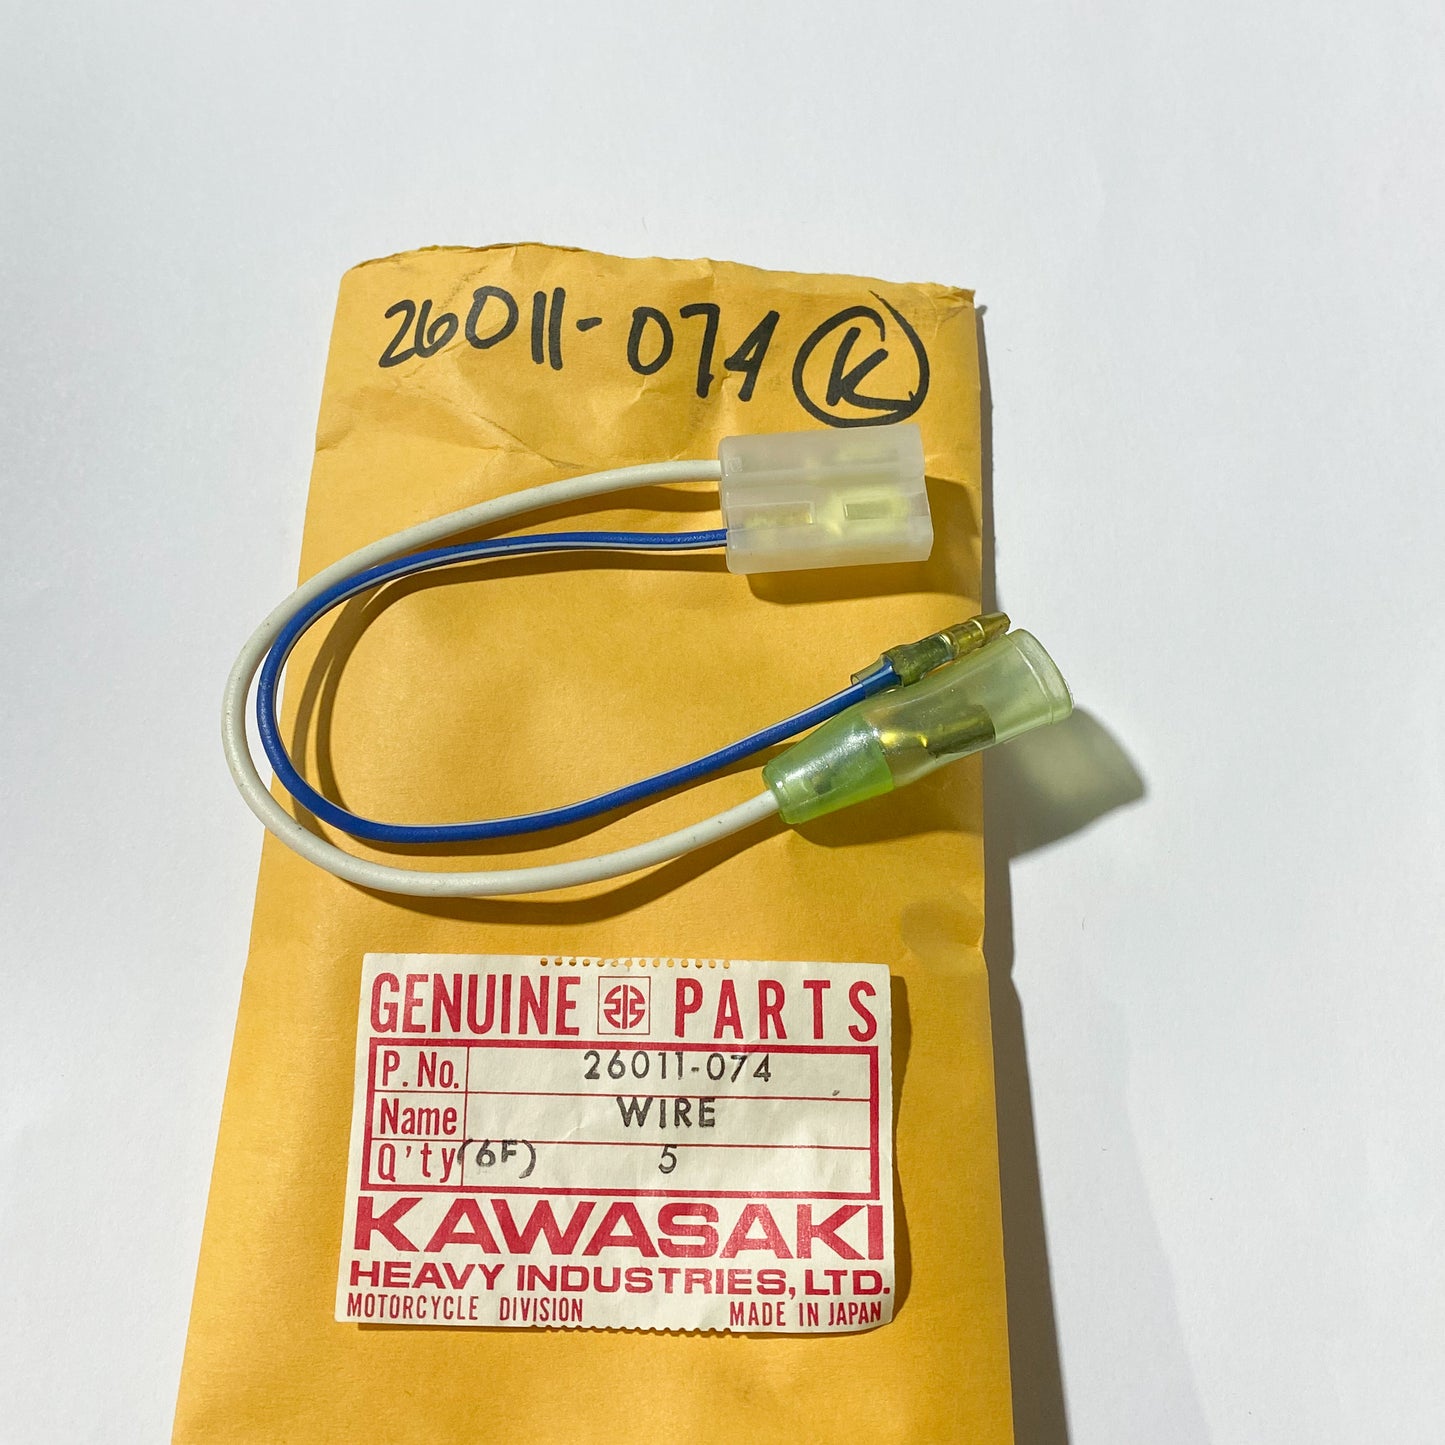 26011-074 K
GENUINE PARTS
P. No. 26011-074
Name WIRE
Q'ty (6F) 5
KAWASAKI
HEAVY INDUSTRIES, LTD.
MOTORCYCLE DIVISION MADE IN JAPAN